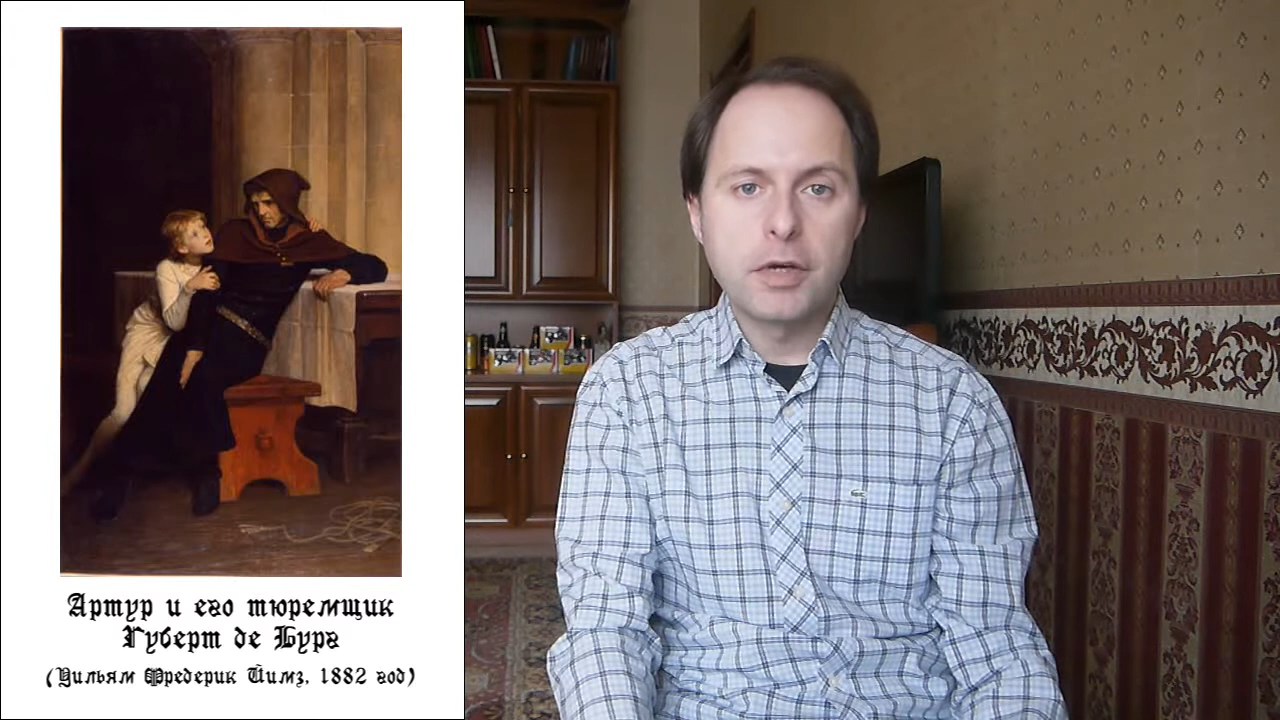 Артур и его тюремщик
Губерт де Бург
(Уильям Фредерик Йимз, 1882 год)